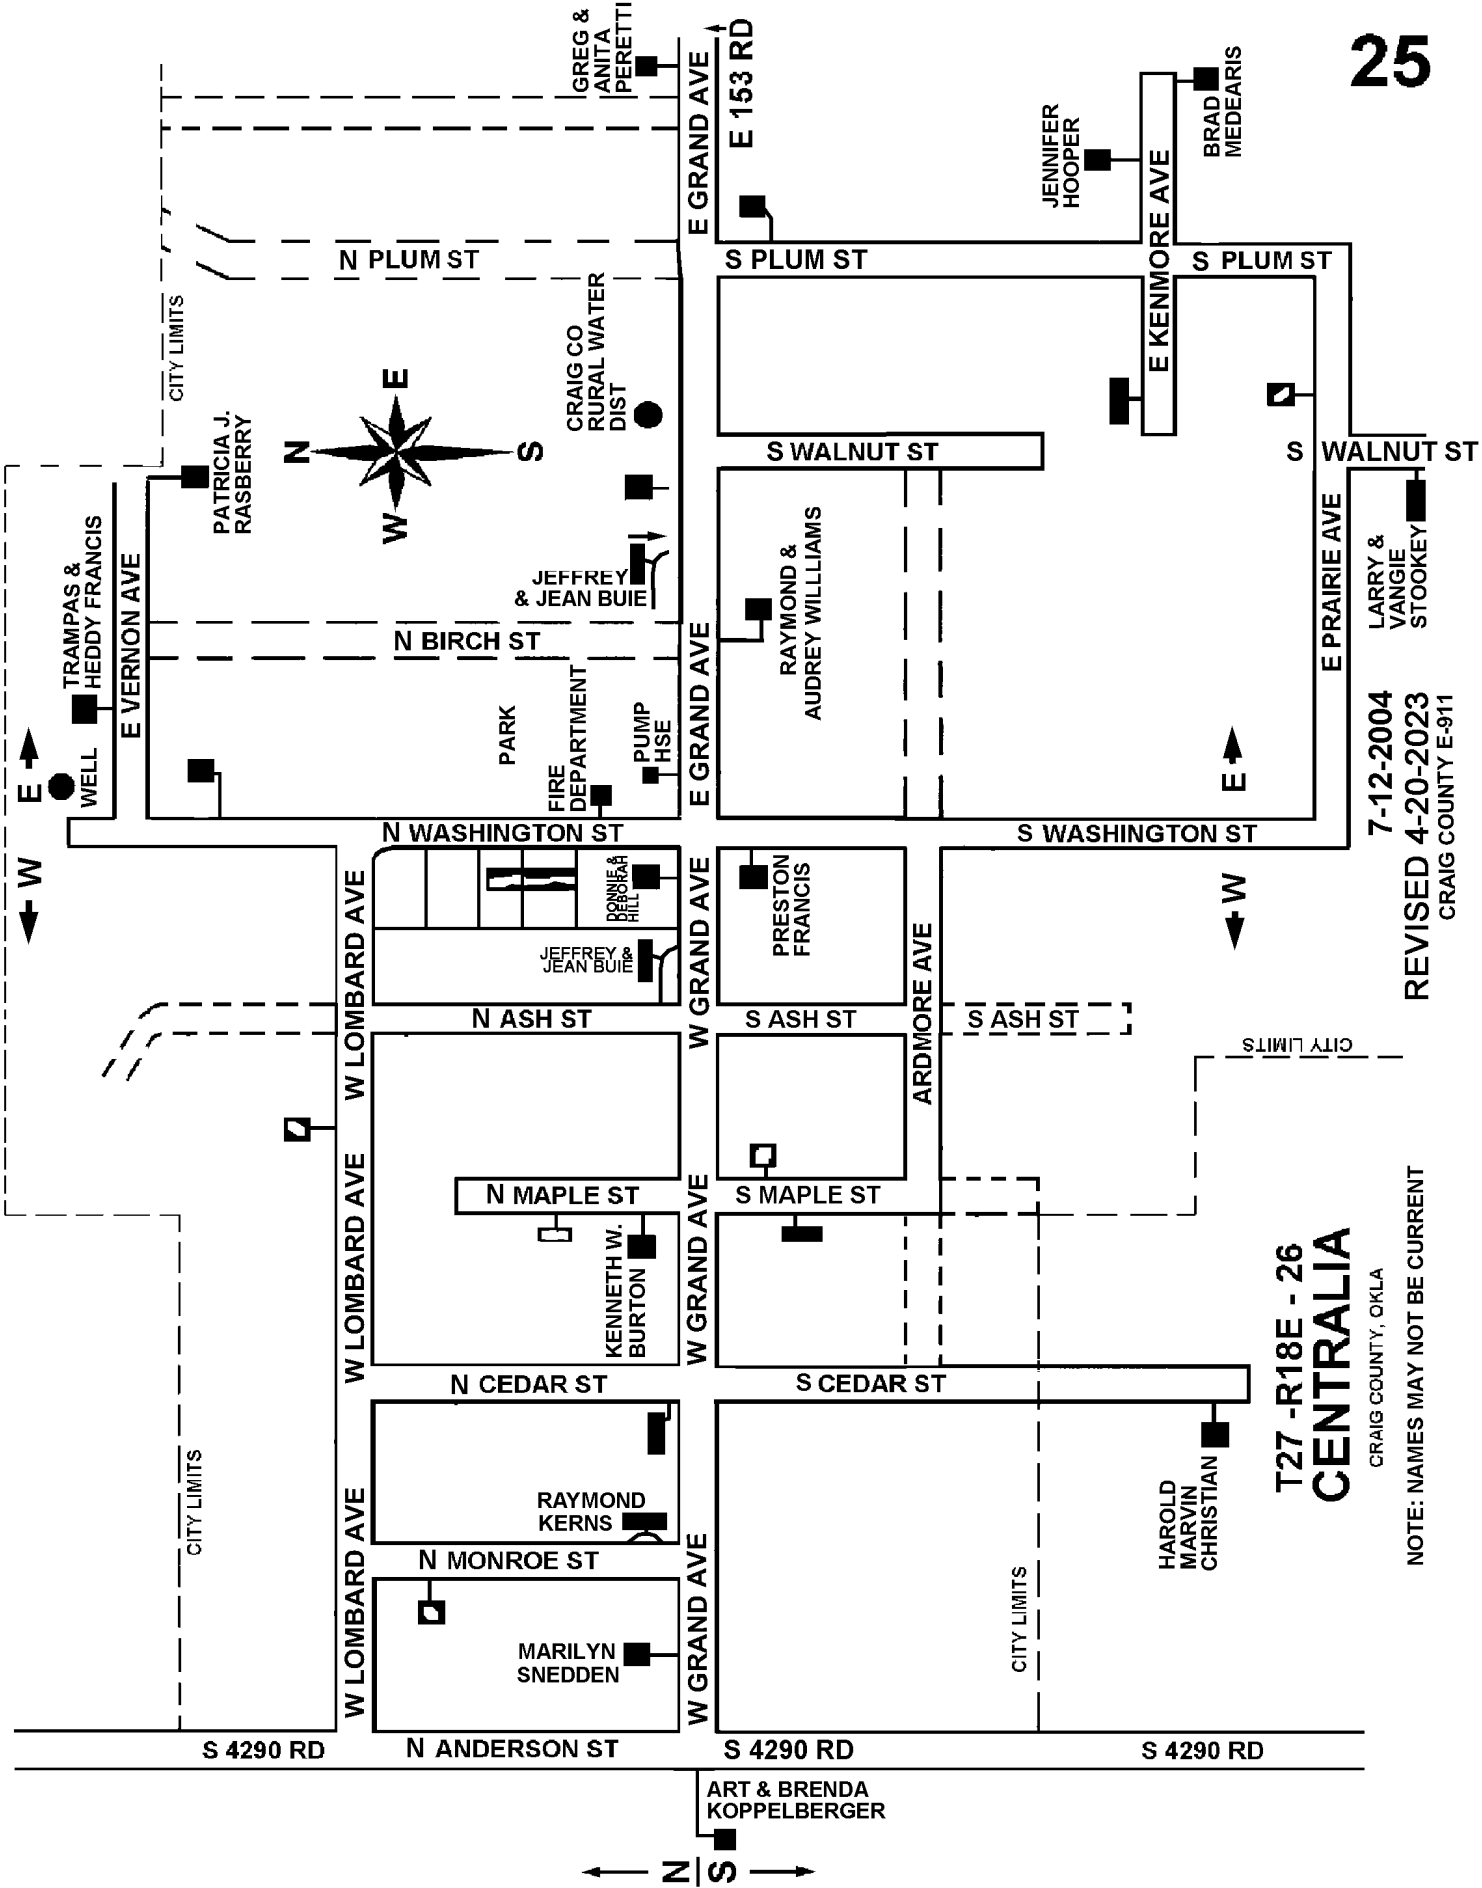 25
GREG &
ANITA
PERETTI
E GRAND AVE
E 153 RD
BRAD
MEDEARIS
JENNIFER
HOOPER
E KENMORE AVE
N PLUM ST
S PLUM ST
S PLUM ST
CITY LIMITS
CRAIG CO
RURAL WATER
DIST
N
E
S
W
PATRICIA J.
RASBERRY
S WALNUT ST
S WALNUT ST
TRAMPAS &
HEDDY FRANCIS
E VERNON AVE
JEFFREY
& JEAN BUIE
RAYMOND &
AUDREY WILLLIAMS
E PRAIRIE AVE
LARRY &
VANGIE
STOOKEY
N BIRCH ST
E GRAND AVE
E
WELL
W
PARK
FIRE
DEPARTMENT
PUMP
HSE
E
W
7-12-2004
REVISED 4-20-2023
CRAIG COUNTY E-911
N WASHINGTON ST
S WASHINGTON ST
W LOMBARD AVE
DONNIE &
DEBORAH
HILL
W GRAND AVE
PRESTON
FRANCIS
JEFFREY &
JEAN BUIE
ARDMORE AVE
N ASH ST
S ASH ST
S ASH ST
CITY LIMITS
W LOMBARD AVE
N MAPLE ST
S MAPLE ST
W GRAND AVE
KENNETH W.
BURTON
N CEDAR ST
S CEDAR ST
T27 -R18E - 26
CENTRALIA
CRAIG COUNTY, OKLA
NOTE: NAMES MAY NOT BE CURRENT
CITY LIMITS
W LOMBARD AVE
RAYMOND
KERNS
HAROLD
MARVIN
CHRISTIAN
N MONROE ST
W GRAND AVE
CITY LIMITS
MARILYN
SNEDDEN
S 4290 RD
N ANDERSON ST
S 4290 RD
S 4290 RD
ART & BRENDA
KOPPELBERGER
N
S